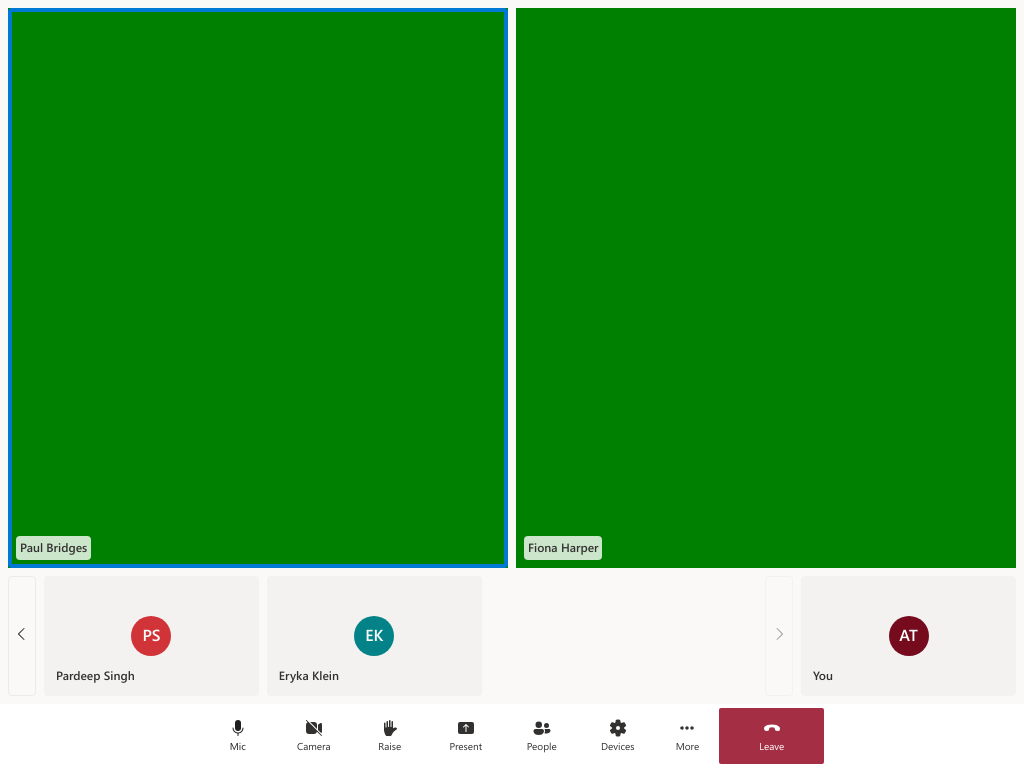 Paul Bridges
Fiona Harper
PS
Pardeep Singh
EK
Eryka Klein
AT
You
Mic
Camera
Raise
Present
People
Devices
More
Leave